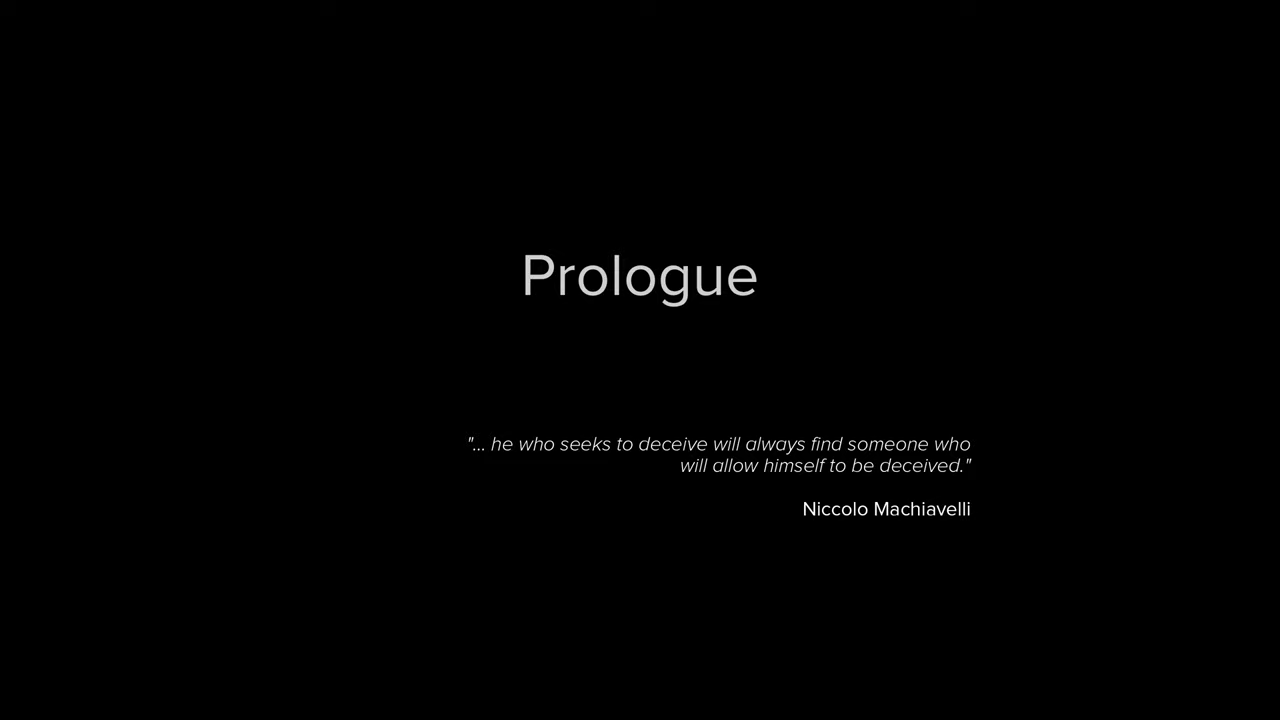 Prologue
"... he who seeks to deceive will always find someone who
will allow himself to be deceived."
Niccolo Machiavelli